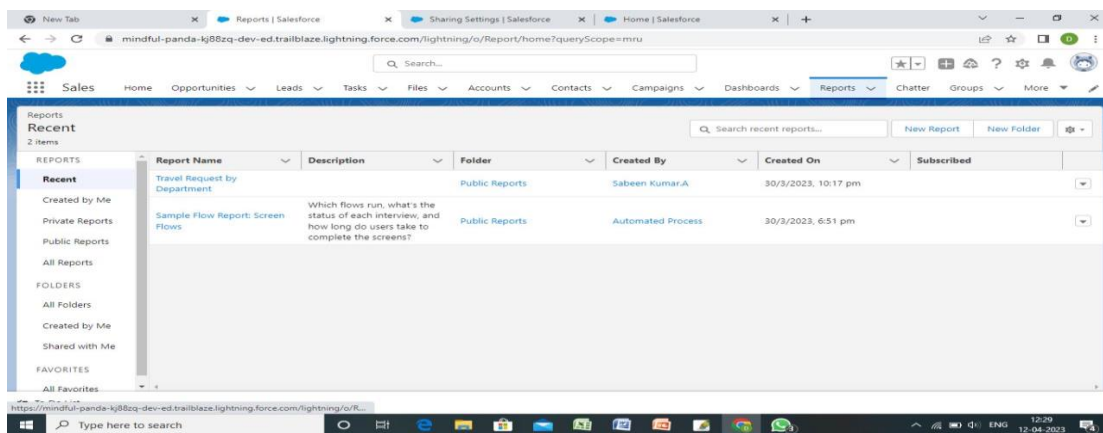 New Tab
Reports | Salesforce
Sharing Settings | Salesforce
Home | Salesforce
mindful-panda-kj88zq-dev-ed.trailblaze.lightning.force.com/lightning/o/Report/home?queryScope=mru
D
Search...
Sales
Home
Opportunities
Leads
Tasks
Files
Accounts
Contacts
Campaigns
Dashboards
Reports
Chatter
Groups
More
Reports
Recent
2 items
Search recent reports...
New Report
New Folder
REPORTS
Recent
Created by Me
Private Reports
Public Reports
All Reports
FOLDERS
All Folders
Created by Me
Shared with Me
FAVORITES
All Favorites
Report Name
Description
Folder
Created By
Created On
Subscribed
Travel Request by
Department
Public Reports
Sabeen Kumar.A
30/3/2023, 10:17 pm
Sample Flow Report: Screen
Flows
Which flows run, what's the
status of each interview, and
how long do users take to
complete the screens?
Public Reports
Automated Process
30/3/2023, 6:51 pm
To Do List
https://mindful-panda-kj88zq-dev-ed.trailblaze.lightning.force.com/lightning/o/R...
Type here to search
ENG
12:29
12-04-2023